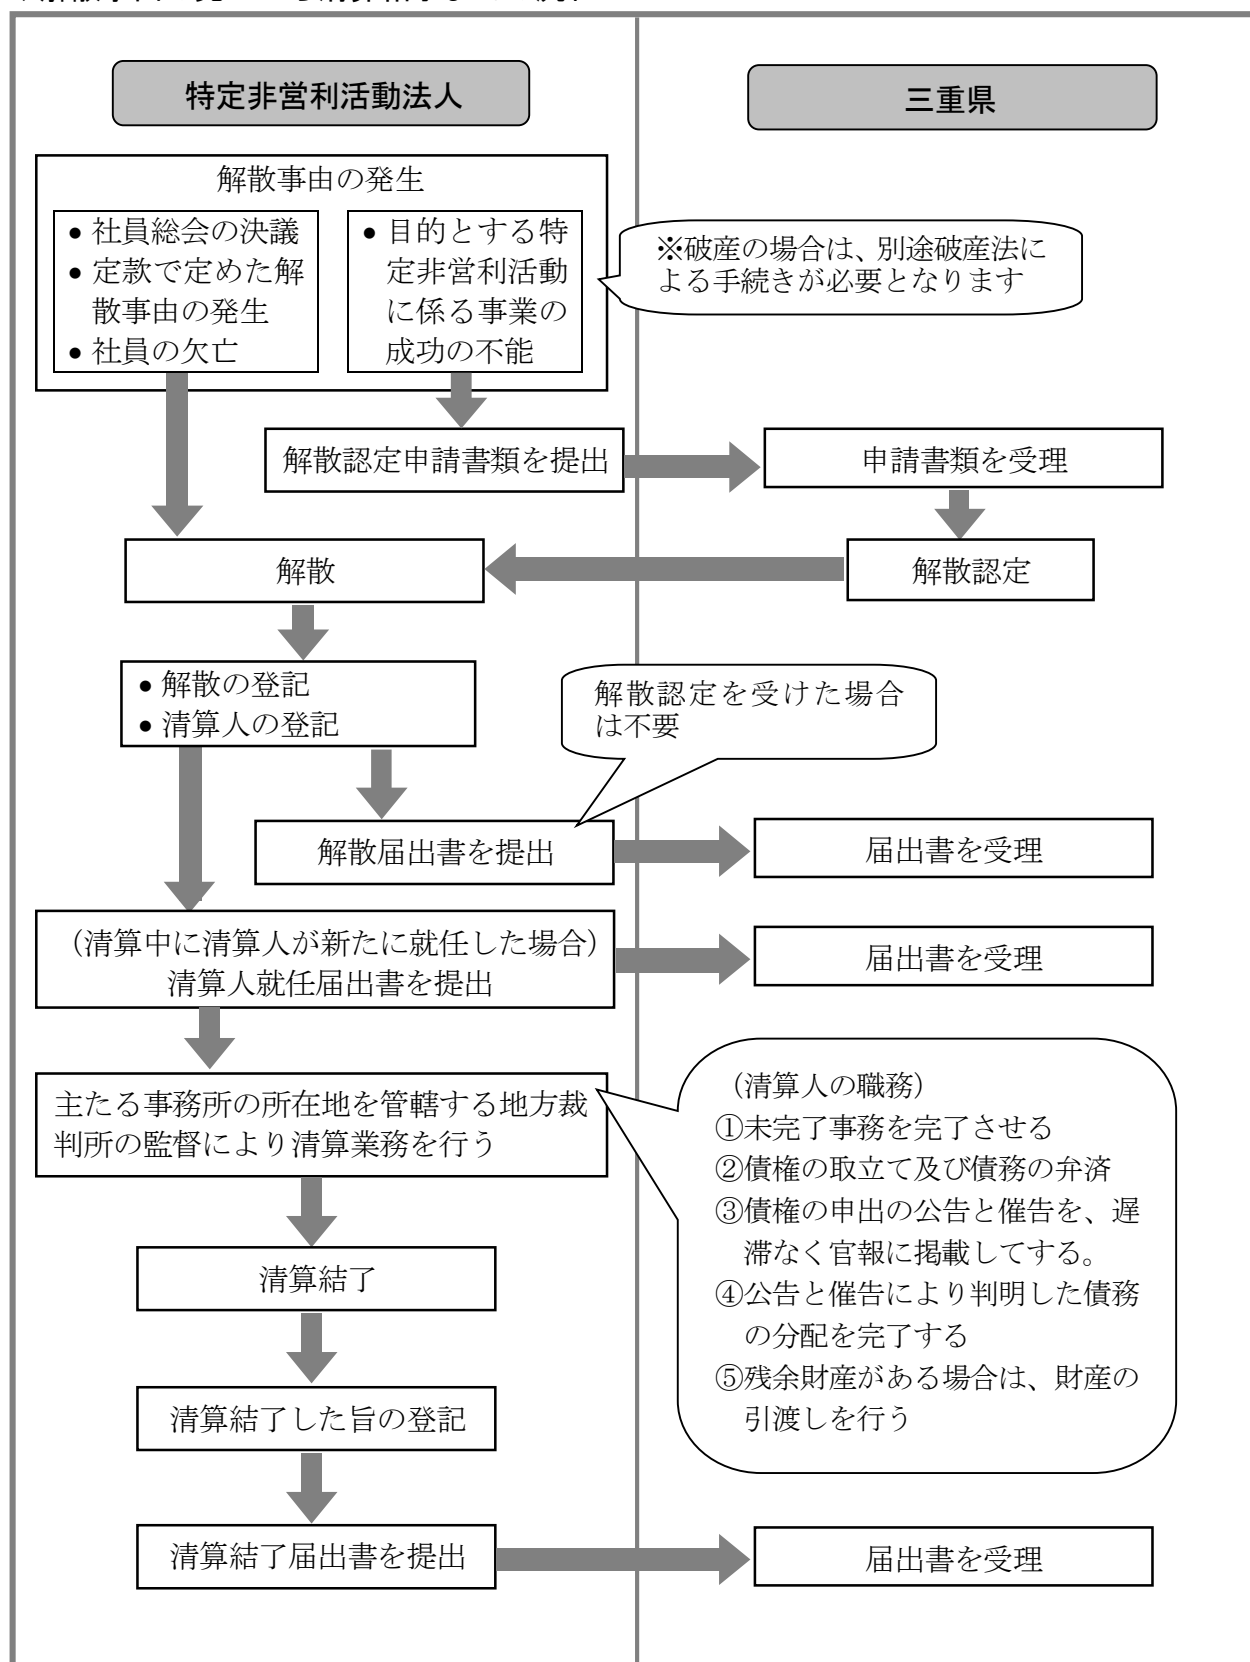 特定非営利活動法人
三重県
解散事由の発生
● 社員総会の決議
● 定款で定めた解
散事由の発生
● 社員の欠亡
● 目的とする特
定非営利活動
に係る事業の
成功の不能
※破産の場合は、別途破産法に
よる手続きが必要となります
解散認定申請書類を提出
申請書類を受理
解散
解散認定
● 解散の登記
● 清算人の登記
解散認定を受けた場合
は不要
解散届出書を提出
届出書を受理
（清算中に清算人が新たに就任した場合）
清算人就任届出書を提出
届出書を受理
主たる事務所の所在地を管轄する地方裁
判所の監督により清算業務を行う
（清算人の職務）
①未完了事務を完了させる
②債権の取立て及び債務の弁済
③債権の申出の公告と催告を、遅
滞なく官報に掲載してする。
④公告と催告により判明した債務
の分配を完了する
⑤残余財産がある場合は、財産の
引渡しを行う
清算結了
清算結了した旨の登記
清算結了届出書を提出
届出書を受理